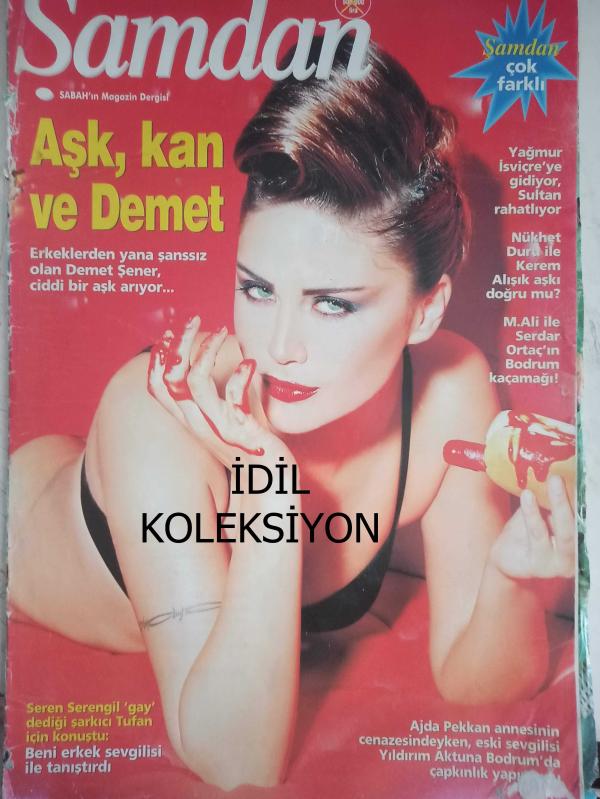 Şamdan
SABAH'ın Magazin Dergisi
Şamdan
çok
farklı
Aşk, kan
ve Demet
Erkeklerden yana şanssız
olan Demet Şener,
ciddi bir aşk arıyor...
Yağmur
İsviçre'ye
gidiyor,
Sultan
rahatlıyor
Nükhet
Duru ile
Kerem
Alışık aşkı
doğru mu?
M.Ali ile
Serdar
Ortaç'ın
Bodrum
kaçamağı!
İDİL
KOLEKSİYON
Seren Serengil 'gay'
dediği şarkıcı Tufan
için konuştu:
Beni erkek sevgilisi
ile tanıştırdı
Ajda Pekkan annesinin
cenazesindeyken, eski sevgilisi
Yıldırım Aktuna Bodrum'da
çapkınlık